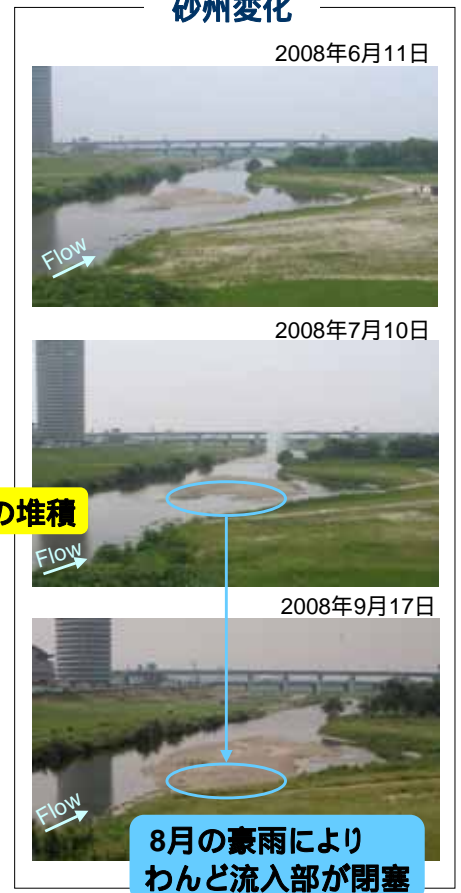 砂州変化
2008年6月11日
Flow
2008年7月10日
の堆積
Flow
2008年9月17日
Flow
8月の豪雨により
わんど流入部が閉塞